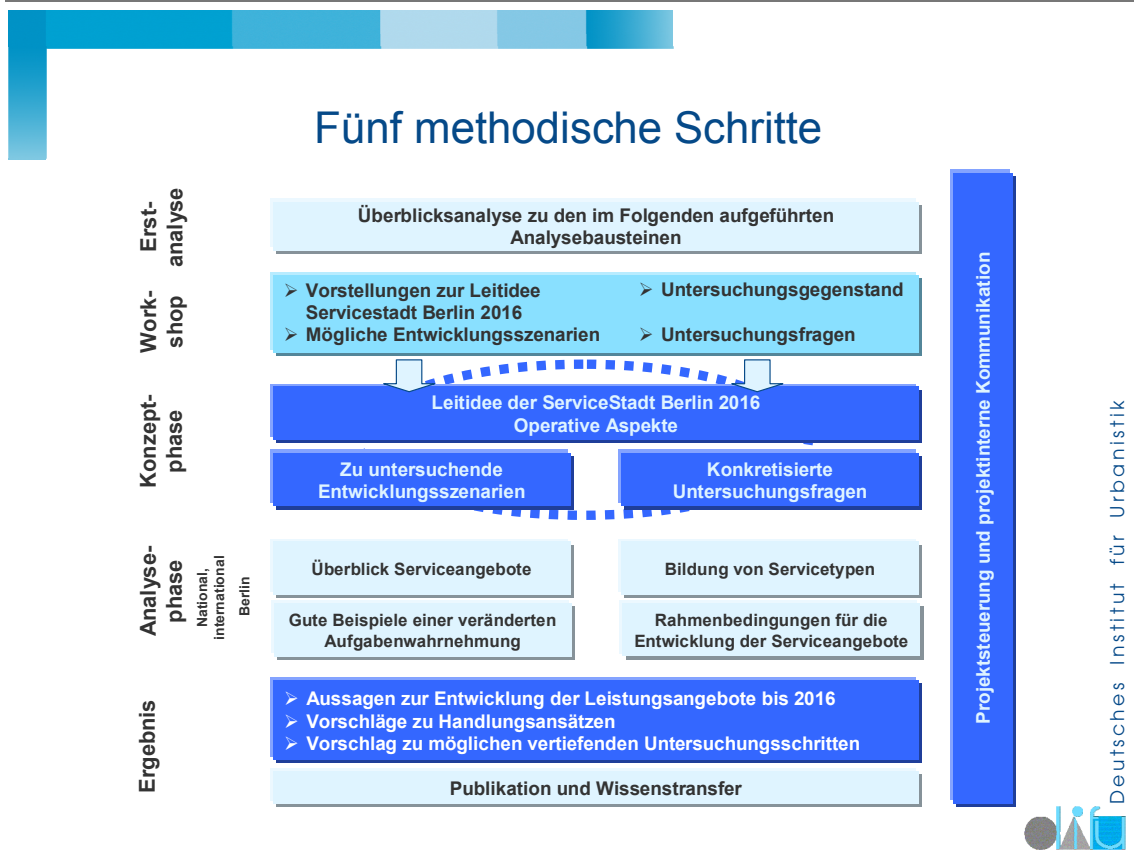 Fünf methodische Schritte
Erst-
analyse
Überblicksanalyse zu den im Folgenden aufgeführten
Analysebausteinen
Work-
shop
➢ Vorstellungen zur Leitidee
Servicestadt Berlin 2016
➢ Mögliche Entwicklungsszenarien
➢ Untersuchungsgegenstand
➢ Untersuchungsfragen
Konzept-
phase
Leitidee der ServiceStadt Berlin 2016
Operative Aspekte
Zu untersuchende
Entwicklungsszenarien
Konkretisierte
Untersuchungsfragen
Analyse-
phase
National,
international
Berlin
Überblick Serviceangebote
Bildung von Servicetypen
Gute Beispiele einer veränderten
Aufgabenwahrnehmung
Rahmenbedingungen für die
Entwicklung der Serviceangebote
Ergebnis
➢ Aussagen zur Entwicklung der Leistungsangebote bis 2016
➢ Vorschläge zu Handlungsansätzen
➢ Vorschlag zu möglichen vertiefenden Untersuchungsschritten
Publikation und Wissenstransfer
Projektsteuerung und projektinterne Kommunikation
Deutsches Institut für Urbanistik
difu